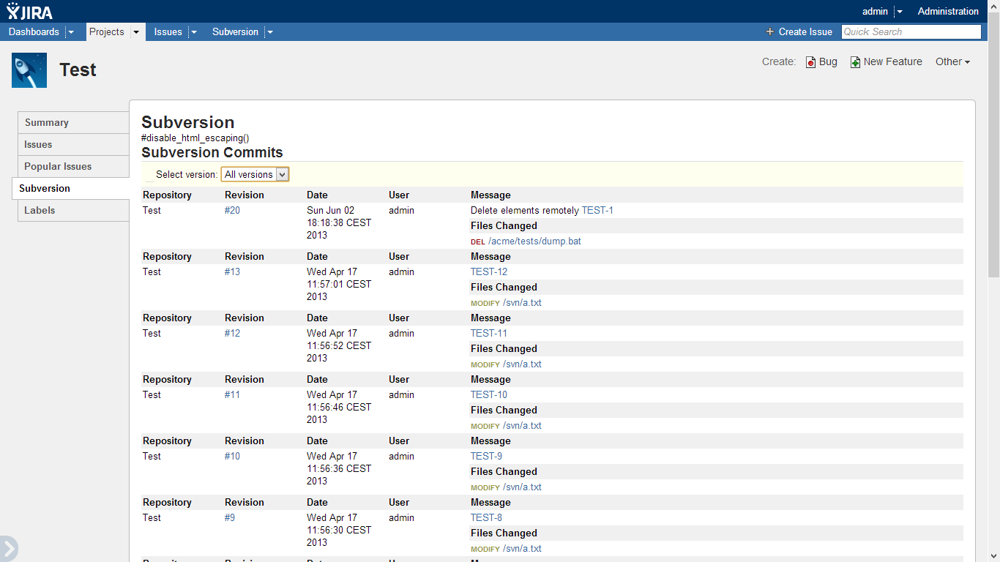 JIRA admin Administration
Dashboards Projects Issues Subversion Create Issue Quick Search
Test Create: Bug New Feature Other
Summary
Issues
Popular Issues
Subversion
Labels
Subversion
#disable_html_escaping()
Subversion Commits
Select version: All versions
Repository Revision Date User Message
Test #20 Sun Jun 02 admin Delete elements remotely TEST-1
18:18:38 CEST Files Changed
2013 DEL /acme/tests/dump.bat
Repository Revision Date User Message
Test #13 Wed Apr 17 admin TEST-12
11:57:01 CEST Files Changed
2013 MODIFY /svn/a.txt
Repository Revision Date User Message
Test #12 Wed Apr 17 admin TEST-11
11:56:52 CEST Files Changed
2013 MODIFY /svn/a.txt
Repository Revision Date User Message
Test #11 Wed Apr 17 admin TEST-10
11:56:46 CEST Files Changed
2013 MODIFY /svn/a.txt
Repository Revision Date User Message
Test #10 Wed Apr 17 admin TEST-9
11:56:36 CEST Files Changed
2013 MODIFY /svn/a.txt
Repository Revision Date User Message
Test #9 Wed Apr 17 admin TEST-8
11:56:30 CEST Files Changed
2013 MODIFY /svn/a.txt